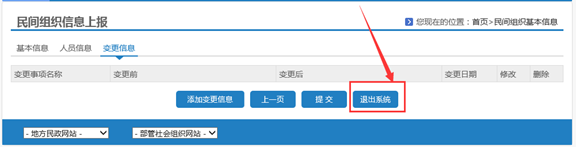 民间组织信息上报 您现在的位置：首页>民间组织基本信息
基本信息 人员信息 变更信息
变更事项名称 变更前 变更后 变更日期 修改 删除
添加变更信息 上一页 提 交 退出系统
- 地方民政网站 - - 部管社会组织网站 -